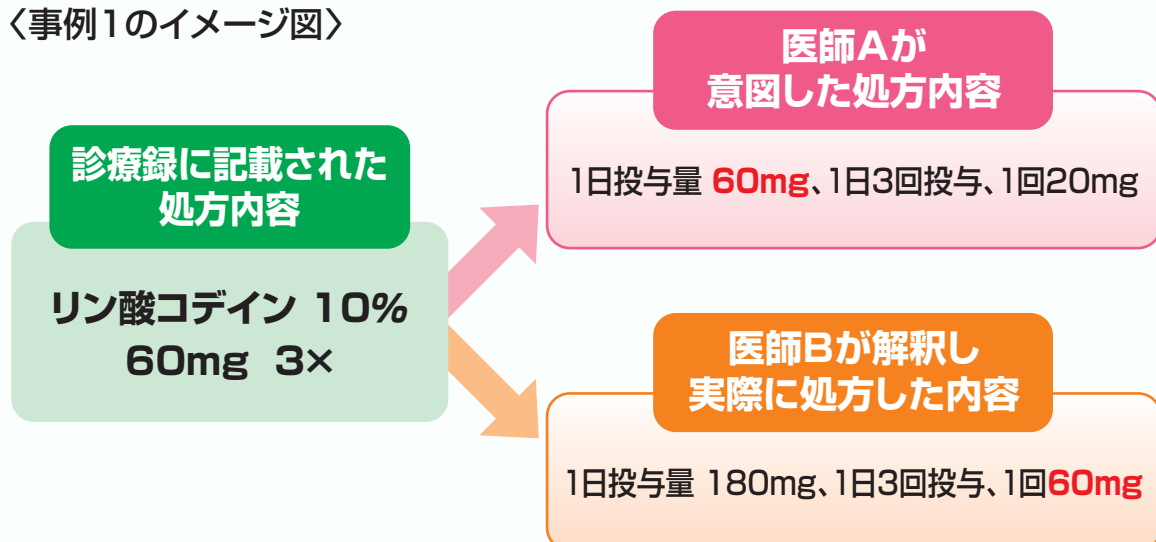 〈事例1のイメージ図〉
診療録に記載された
処方内容
リン酸コデイン 10%
60mg 3×
医師Aが
意図した処方内容
1日投与量 60mg、1日3回投与、1回20mg
医師Bが解釈し
実際に処方した内容
1日投与量 180mg、1日3回投与、1回60mg